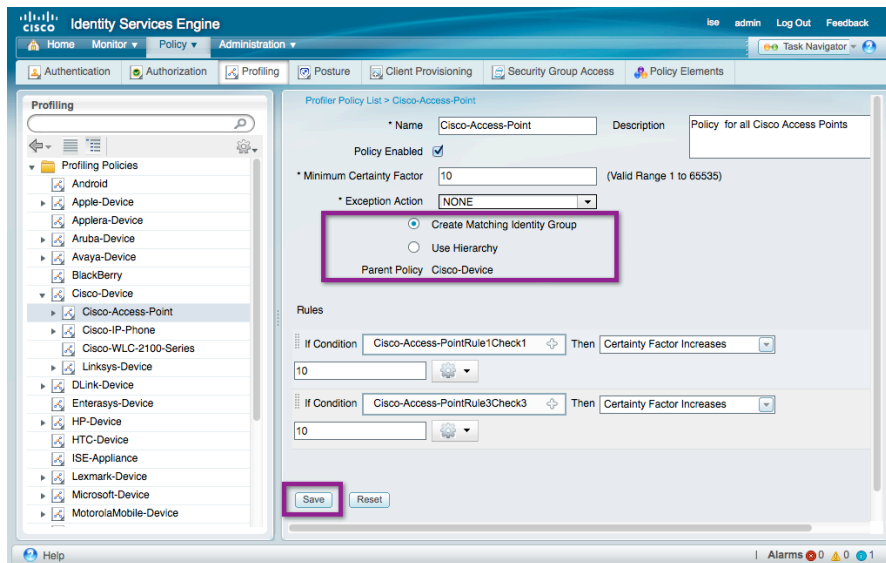 CISCO Identity Services Engine
ise admin Log Out Feedback
Home Monitor Policy Administration
Task Navigator
Authentication Authorization Profiling Posture Client Provisioning Security Group Access Policy Elements
Profiling
Profiling Policies
Android
Apple-Device
Applera-Device
Aruba-Device
Avaya-Device
BlackBerry
Cisco-Device
Cisco-Access-Point
Cisco-IP-Phone
Cisco-WLC-2100-Series
Linksys-Device
DLink-Device
Enterasys-Device
HP-Device
HTC-Device
ISE-Appliance
Lexmark-Device
Microsoft-Device
MotorolaMobile-Device
Profiler Policy List > Cisco-Access-Point
* Name Cisco-Access-Point Description Policy for all Cisco Access Points
Policy Enabled
* Minimum Certainty Factor 10 (Valid Range 1 to 65535)
* Exception Action NONE
Create Matching Identity Group
Use Hierarchy
Parent Policy Cisco-Device
Rules
If Condition Cisco-Access-PointRule1Check1 Then Certainty Factor Increases
10
If Condition Cisco-Access-PointRule3Check3 Then Certainty Factor Increases
10
Save Reset
Help
| Alarms 0 0 1